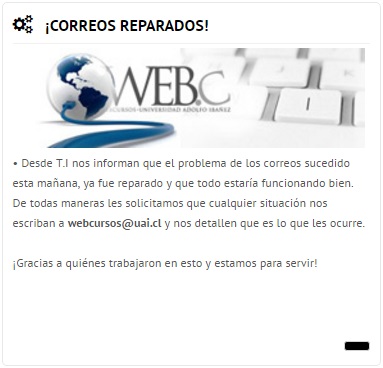 ¡CORREOS REPARADOS!
WEBC
CURSOS-UNIVERSIDAD ADOLFO IBAÑEZ
• Desde T.I nos informan que el problema de los correos sucedido
esta mañana, ya fue reparado y que todo estaría funcionando bien.
De todas maneras les solicitamos que cualquier situación nos
escriban a webcursos@uai.cl y nos detallen que es lo que les ocurre.
¡Gracias a quiénes trabajaron en esto y estamos para servir!